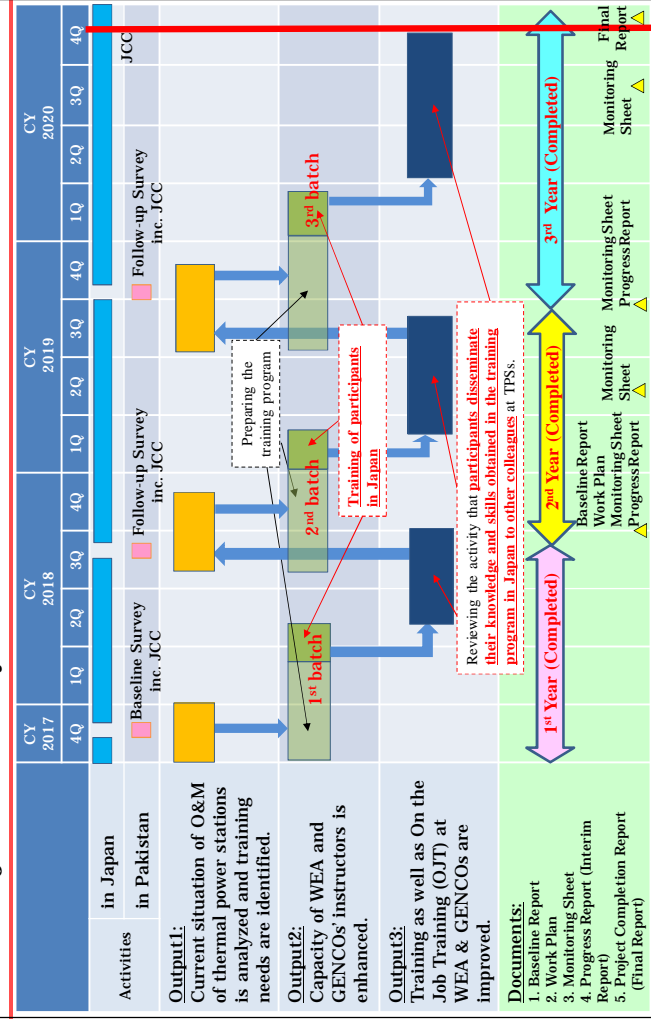 CY
2017
CY
2018
CY
2019
CY
2020
4Q
1Q
2Q
3Q
4Q
1Q
2Q
3Q
4Q
1Q
2Q
3Q
4Q
Activities
in Japan
in Pakistan
Baseline Survey
inc. JCC
Follow-up Survey
inc. JCC
Follow-up Survey
inc. JCC
JCC
Output1:
Current situation of O&M
of thermal power stations
is analyzed and training
needs are identified.
Preparing the
training program
Output2:
Capacity of WEA and
GENCOs' instructors is
enhanced.
1st batch
2nd batch
3rd batch
Training of participants
in Japan
Output3:
Training as well as On the
Job Training (OJT) at
WEA & GENCOs are
improved.
Reviewing the activity that participants disseminate
their knowledge and skills obtained in the training
program in Japan to other colleagues at TPSs.
Documents:
1. Baseline Report
2. Work Plan
3. Monitoring Sheet
4. Progress Report (Interim
Report)
5. Project Completion Report
(Final Report)
1st Year (Completed)
2nd Year (Completed)
3rd Year (Completed)
Baseline Report
Work Plan
Monitoring Sheet
Progress Report
Monitoring
Sheet
Monitoring Sheet
Progress Report
Monitoring
Sheet
Final
Report